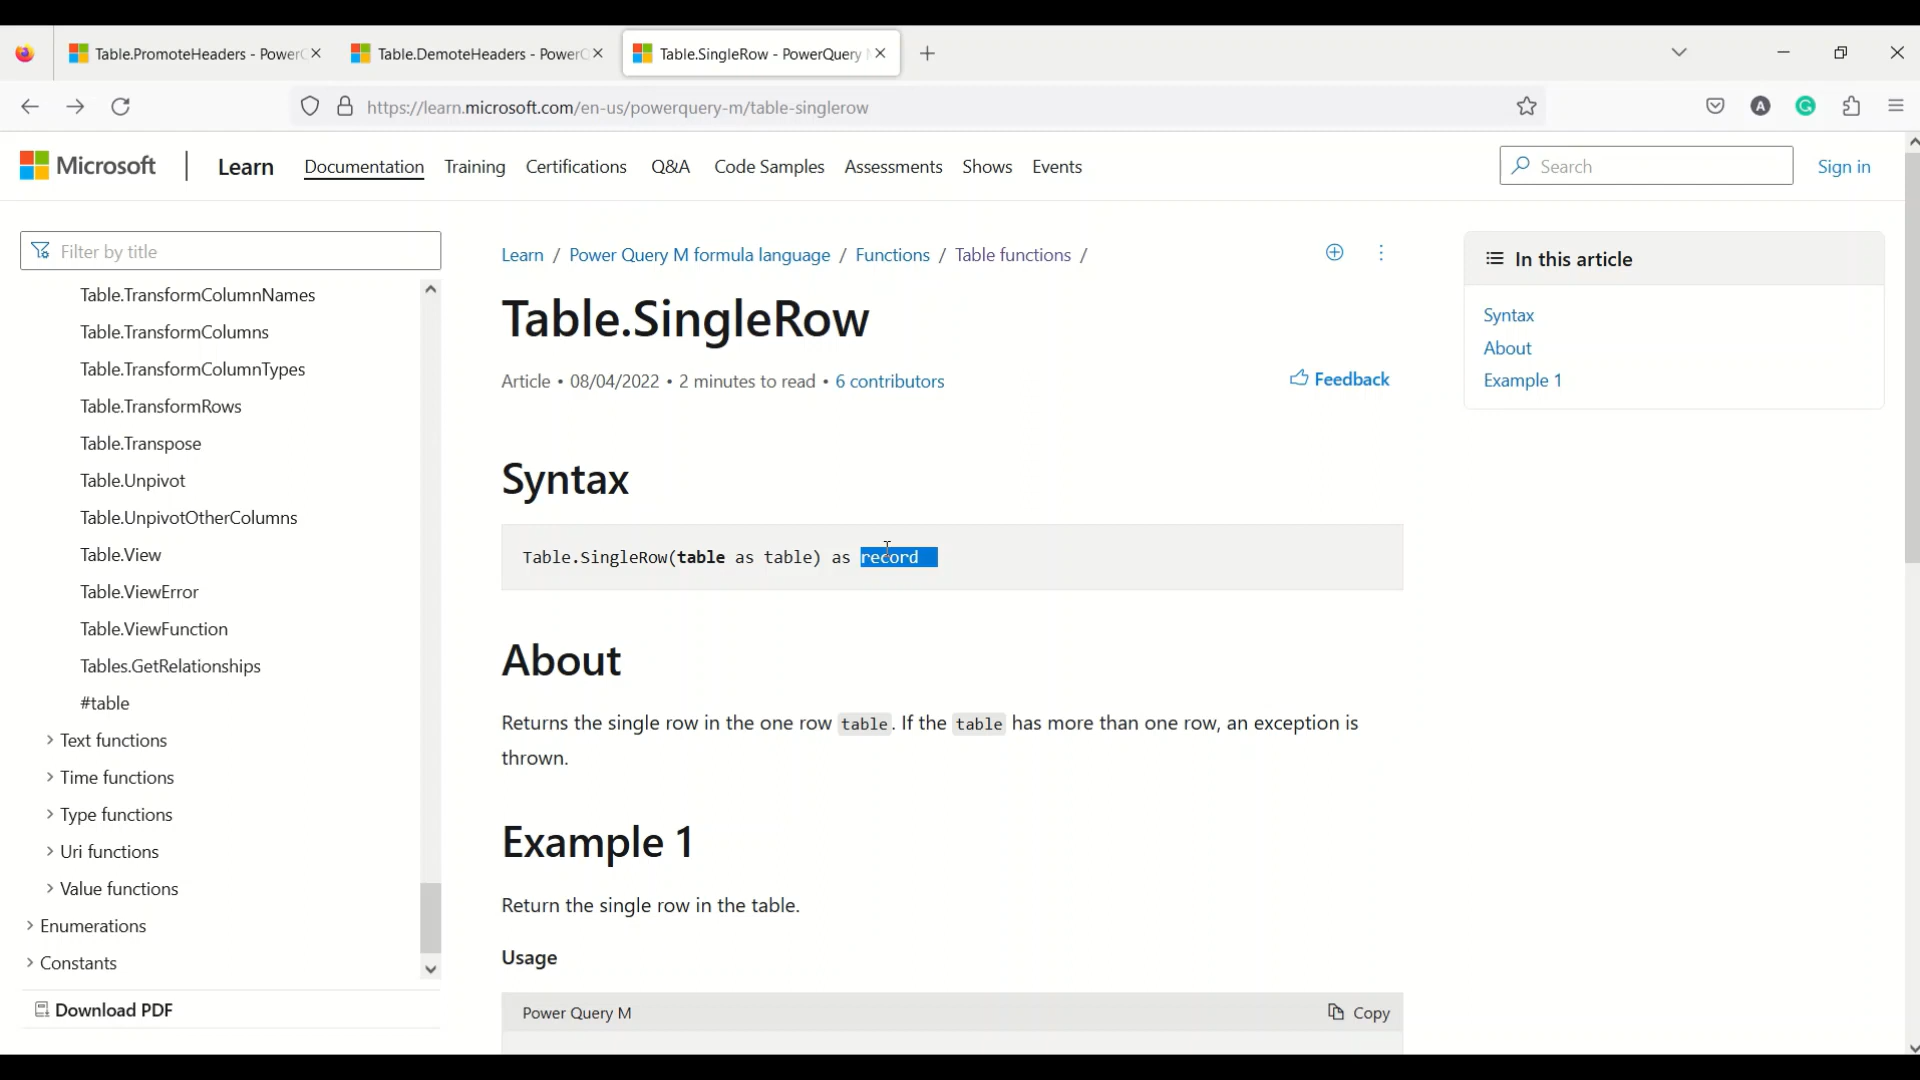 Table.PromoteHeaders - PowerQ
Table.DemoteHeaders - PowerQ
Table.SingleRow - PowerQuery
https://learn.microsoft.com/en-us/powerquery-m/table-singlerow
A
G
Microsoft
Learn
Documentation
Training
Certifications
Q&A
Code Samples
Assessments
Shows
Events
Search
Sign in
Filter by title
Table.TransformColumnNames
Table.TransformColumns
Table.TransformColumnTypes
Table.TransformRows
Table.Transpose
Table.Unpivot
Table.UnpivotOtherColumns
Table.View
Table.ViewError
Table.ViewFunction
Tables.GetRelationships
#table
Text functions
Time functions
Type functions
Uri functions
Value functions
Enumerations
Constants
Download PDF
Learn / Power Query M formula language / Functions / Table functions /
Table.SingleRow
Article • 08/04/2022 • 2 minutes to read • 6 contributors
Feedback
Syntax
Table.SingleRow(table as table) as record
About
Returns the single row in the one row table. If the table has more than one row, an exception is
thrown.
Example 1
Return the single row in the table.
Usage
Power Query M
Copy
In this article
Syntax
About
Example 1